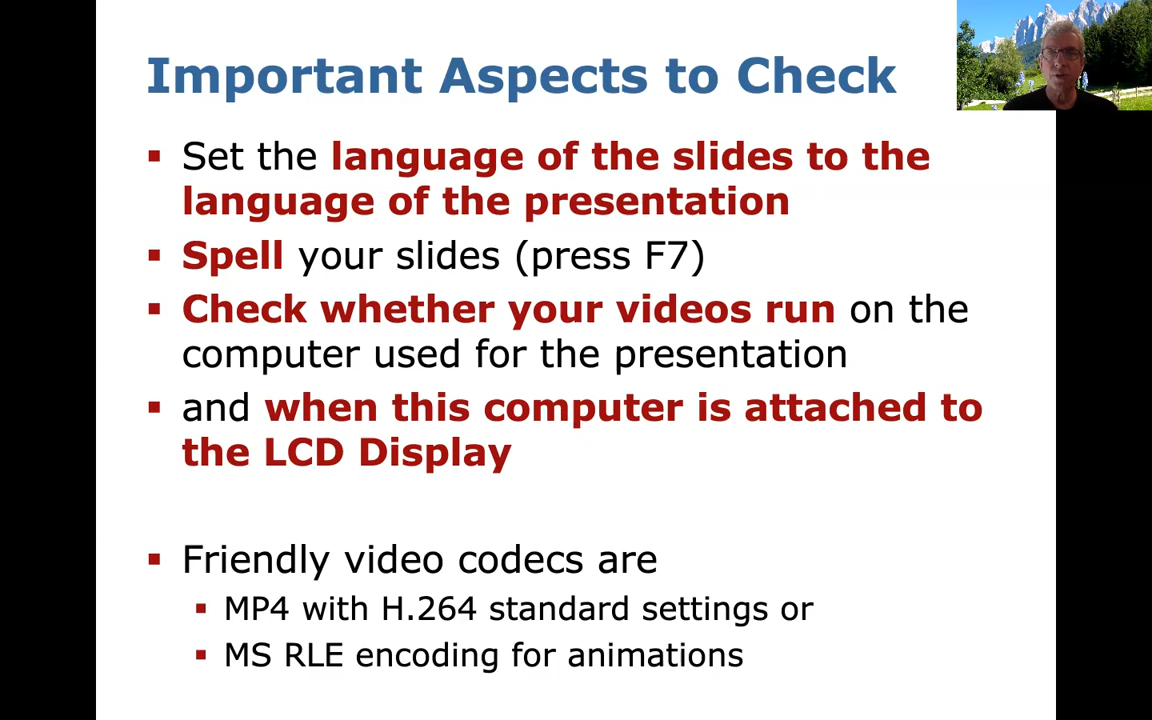 Important Aspects to Check
Set the language of the slides to the
language of the presentation
Spell your slides (press F7)
Check whether your videos run on the
computer used for the presentation
and when this computer is attached to
the LCD Display
Friendly video codecs are
MP4 with H.264 standard settings or
MS RLE encoding for animations